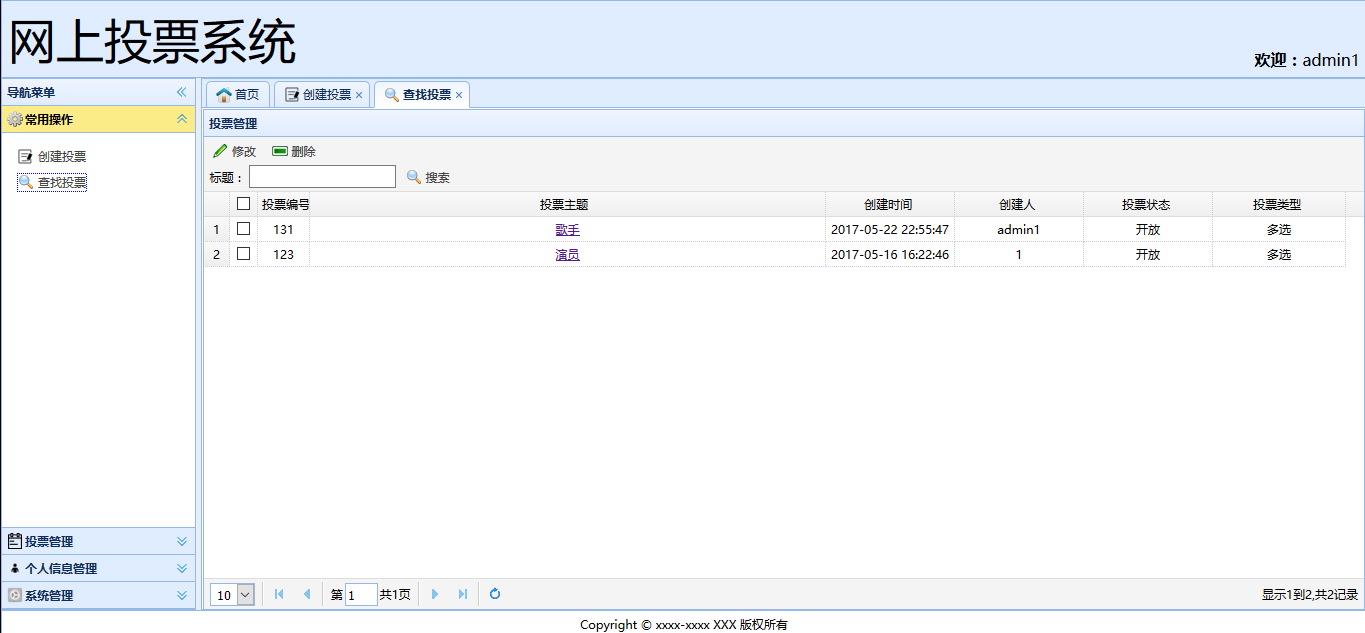 网上投票系统
欢迎：admin1
导航菜单
首页 创建投票 查找投票
常用操作
投票管理
创建投票
查找投票
修改 删除
标题： 搜索
投票编号 投票主题 创建时间 创建人 投票状态 投票类型
1 131 歌手 2017-05-22 22:55:47 admin1 开放 多选
2 123 演员 2017-05-16 16:22:46 1 开放 多选
投票管理
个人信息管理
系统管理
10 第 1 共1页 显示1到2,共2记录
Copyright © xxxx-xxxx XXX 版权所有